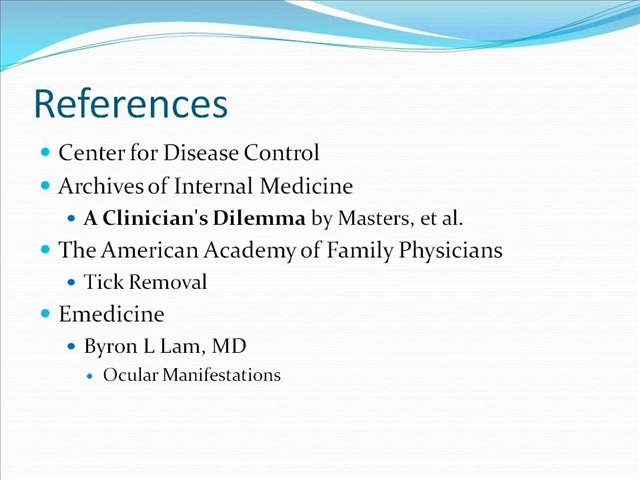 References
Center for Disease Control
Archives of Internal Medicine
A Clinician's Dilemma by Masters, et al.
The American Academy of Family Physicians
Tick Removal
Emedicine
Byron L Lam, MD
Ocular Manifestations